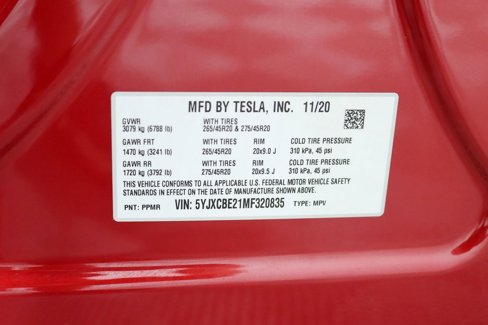 MFD BY TESLA, INC. 11/20
GVWR WITH TIRES
3079 kg (6788 lb) 265/45R20 & 275/45R20
GAWR FRT WITH TIRES RIM COLD TIRE PRESSURE
1470 kg (3241 lb) 265/45R20 20x9.0 J 310 kPa, 45 psi
GAWR RR WITH TIRES RIM COLD TIRE PRESSURE
1720 kg (3792 lb) 275/45R20 20x9.5 J 310 kPa, 45 psi
THIS VEHICLE CONFORMS TO ALL APPLICABLE U.S. FEDERAL MOTOR VEHICLE SAFETY
STANDARDS IN EFFECT ON THE DATE OF MANUFACTURE SHOWN ABOVE.
PNT: PPMR VIN: 5YJXCBE21MF320835 TYPE: MPV